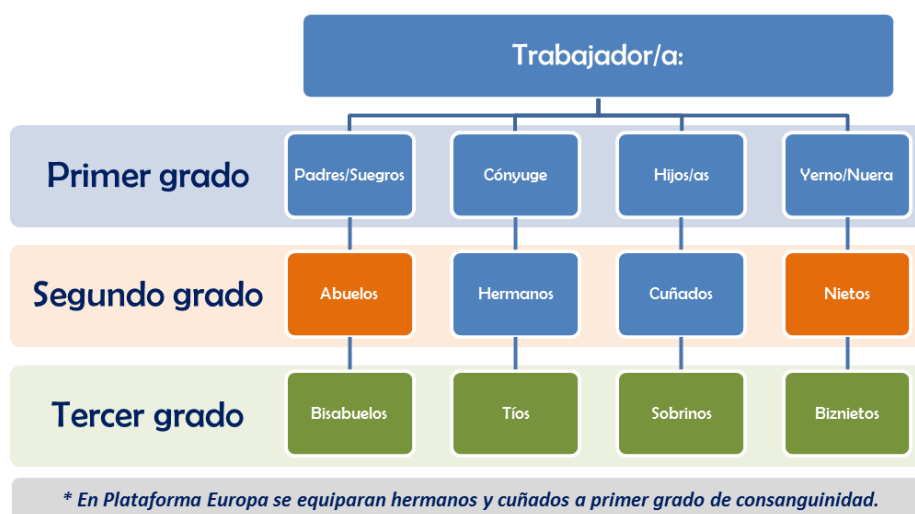 Trabajador/a:
Primer grado
Padres/Suegros
Cónyuge
Hijos/as
Yerno/Nuera
Segundo grado
Abuelos
Hermanos
Cuñados
Nietos
Tercer grado
Bisabuelos
Tíos
Sobrinos
Biznietos
* En Plataforma Europa se equiparan hermanos y cuñados a primer grado de consanguinidad.